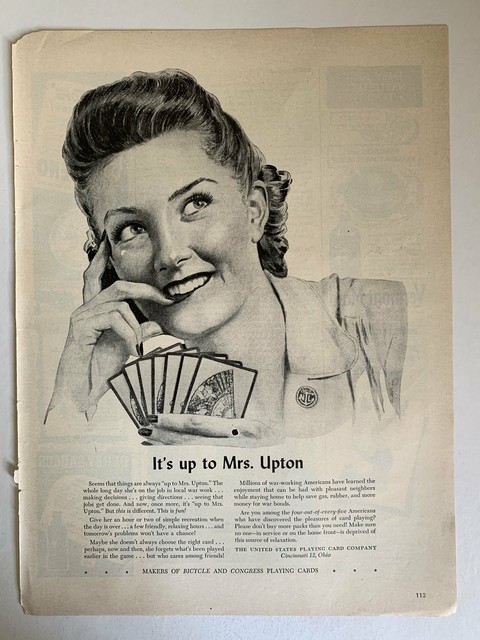 It's up to Mrs. Upton
Seems that things are always "up to Mrs. Upton." The
whole long day she's on the job in local war work . . .
making decisions . . . giving directions . . . seeing that
jobs get done. And now, once more, it's "up to Mrs.
Upton." But this is different. This is fun!
Give her an hour or two of simple recreation when
the day is over . . . a few friendly, relaxing hours . . . and
tomorrow's problems won't have a chance!
Maybe she doesn't always choose the right card . . .
perhaps, now and then, she forgets what's been played
earlier in the game . . . but who cares among friends!
Millions of war-working Americans have learned the
enjoyment that can be had with pleasant neighbors
while staying home to help save gas, rubber, and more
money for war bonds.
Are you among the four-out-of-every-five Americans
who have discovered the pleasures of card playing?
Please don't buy more packs than you need! Make sure
no one—in service or on the home front—is deprived of
this source of relaxation.
THE UNITED STATES PLAYING CARD COMPANY
Cincinnati 12, Ohio
MAKERS OF BICYCLE AND CONGRESS PLAYING CARDS
113